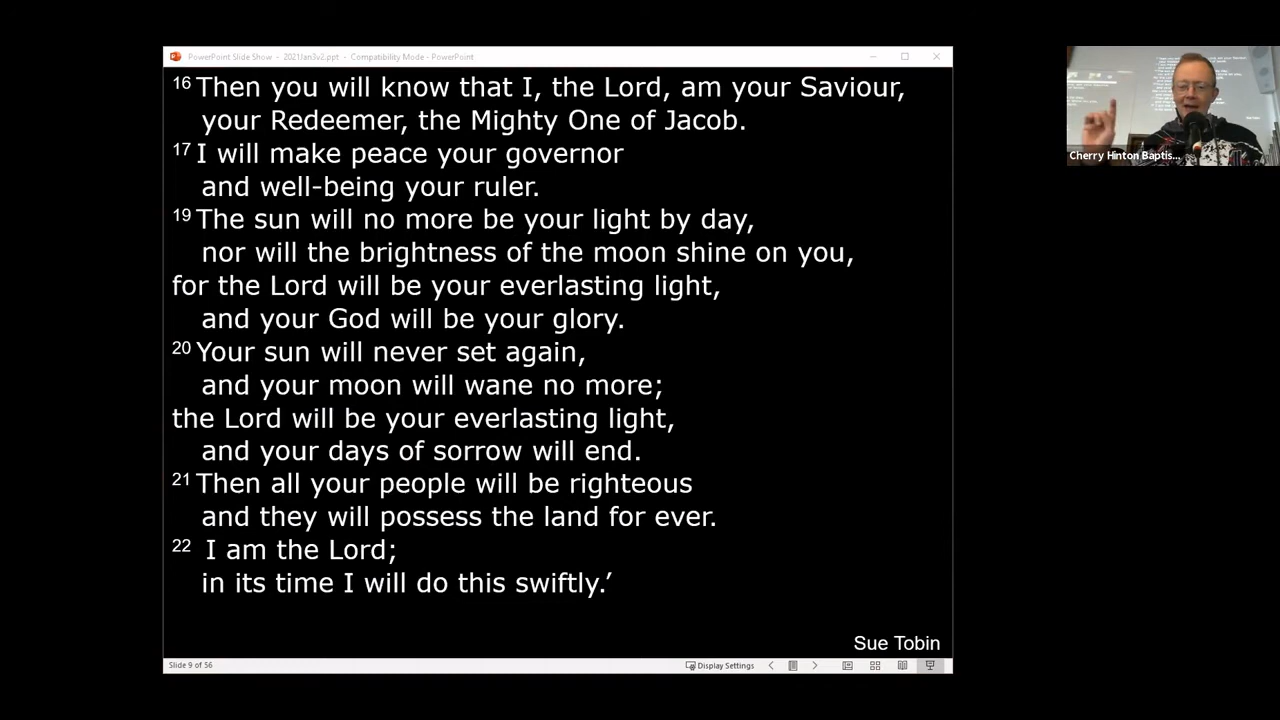 PowerPoint Slide Show - 2021Jan3v2.ppt - Compatibility Mode - PowerPoint
16 Then you will know that I, the Lord, am your Saviour,
your Redeemer, the Mighty One of Jacob.
17 I will make peace your governor
and well-being your ruler.
19 The sun will no more be your light by day,
nor will the brightness of the moon shine on you,
for the Lord will be your everlasting light,
and your God will be your glory.
20 Your sun will never set again,
and your moon will wane no more;
the Lord will be your everlasting light,
and your days of sorrow will end.
21 Then all your people will be righteous
and they will possess the land for ever.
22 I am the Lord;
in its time I will do this swiftly.’
Sue Tobin
Slide 9 of 56
Display Settings
Cherry Hinton Baptis...